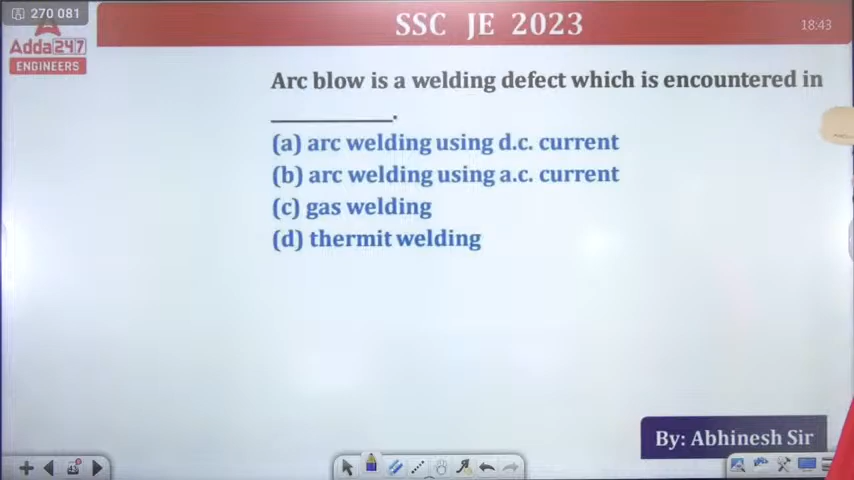 270 081
SSC JE 2023
18:43
Adda247
ENGINEERS
Arc blow is a welding defect which is encountered in
____________.
(a) arc welding using d.c. current
(b) arc welding using a.c. current
(c) gas welding
(d) thermit welding
By: Abhinesh Sir